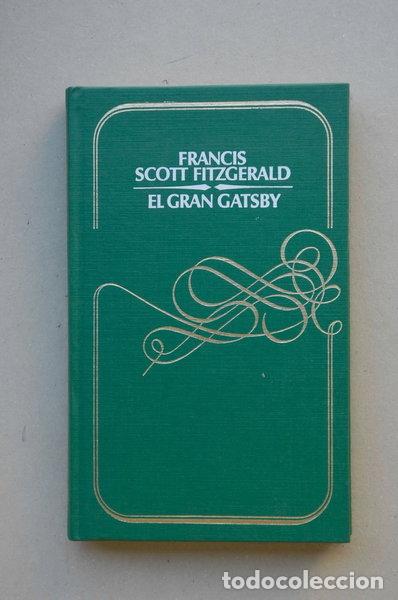 FRANCIS
SCOTT FITZGERALD
EL GRAN GATSBY
todocoleccion